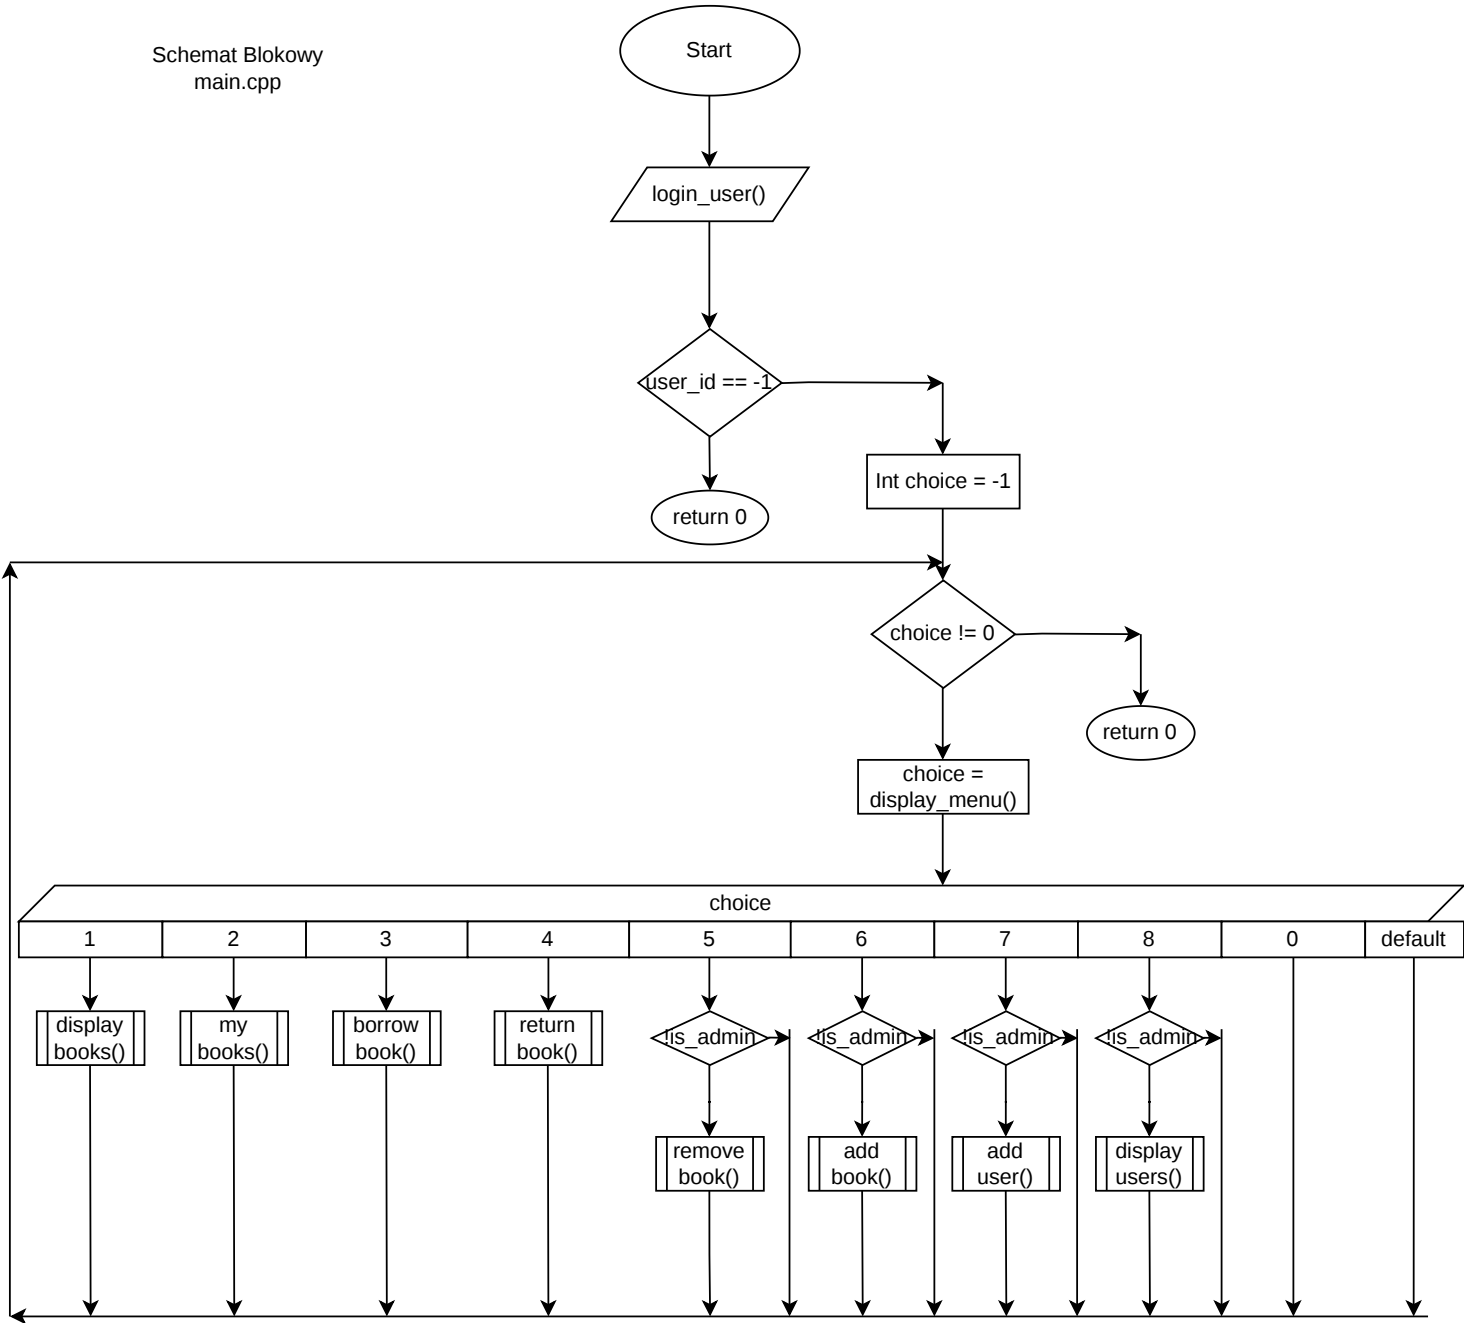 Schemat Blokowy
main.cpp
Start
login_user()
user_id == -1
Int choice = -1
return 0
choice != 0
return 0
choice =
display_menu()
choice
1 2 3 4 5 6 7 8 0 default
display
books()
my
books()
borrow
book()
return
book()
!is_admin
!is_admin
!is_admin
!is_admin
remove
book()
add
book()
add
user()
display
users()